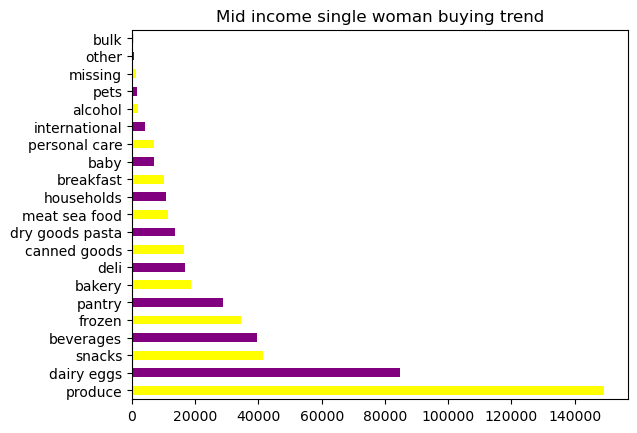 Mid income single woman buying trend
bulk
other
missing
pets
alcohol
international
personal care
baby
breakfast
households
meat sea food
dry goods pasta
canned goods
deli
bakery
pantry
frozen
beverages
snacks
dairy eggs
produce
0 20000 40000 60000 80000 100000 120000 140000